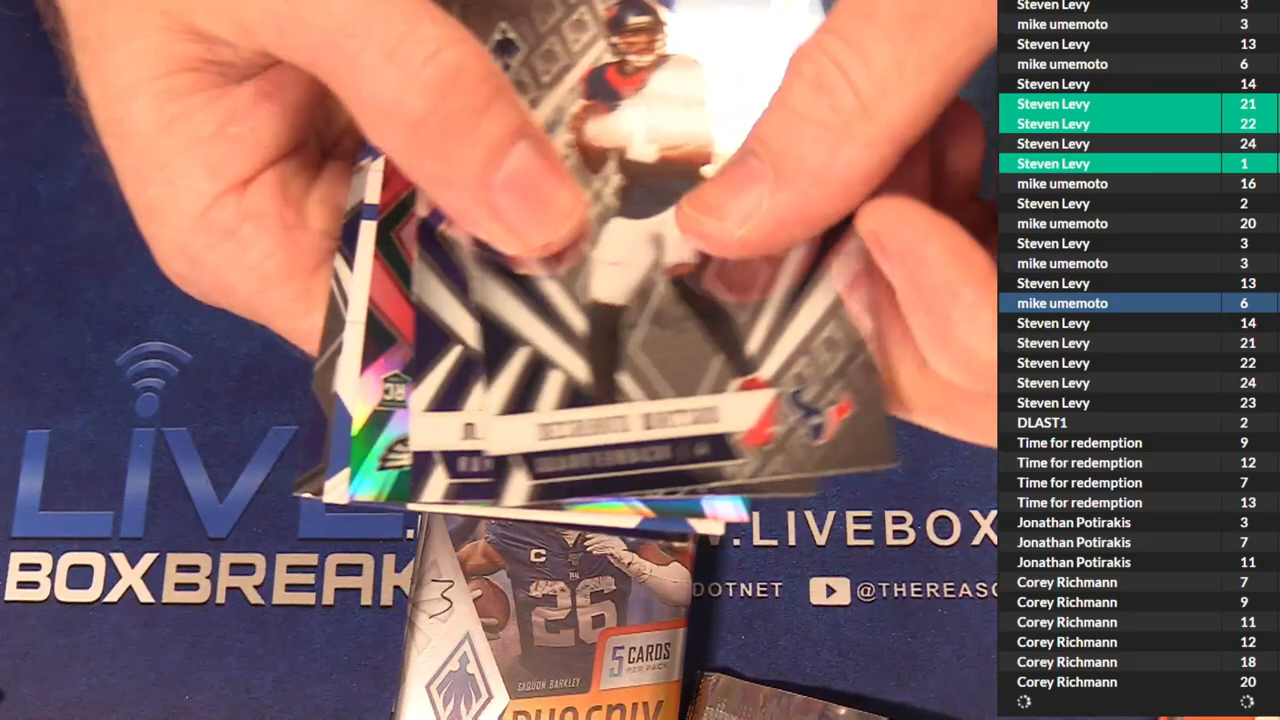 Steven Levy 3
mike umemoto 3
Steven Levy 13
mike umemoto 6
Steven Levy 14
Steven Levy 21
Steven Levy 22
Steven Levy 24
Steven Levy 1
mike umemoto 16
Steven Levy 2
mike umemoto 20
Steven Levy 3
mike umemoto 3
Steven Levy 13
mike umemoto 6
Steven Levy 14
Steven Levy 21
Steven Levy 22
Steven Levy 24
Steven Levy 23
DLAST1 2
Time for redemption 9
Time for redemption 12
Time for redemption 7
Time for redemption 13
Jonathan Potirakis 3
Jonathan Potirakis 7
Jonathan Potirakis 11
Corey Richmann 7
Corey Richmann 9
Corey Richmann 11
Corey Richmann 12
Corey Richmann 18
Corey Richmann 20
RC
LIVE
BOXBREAK
.LIVEBOX
DOTNET
@THEREASO
C
26
3
5 CARDS
PER PACK
SAQUON BARKLEY
PHOENIX